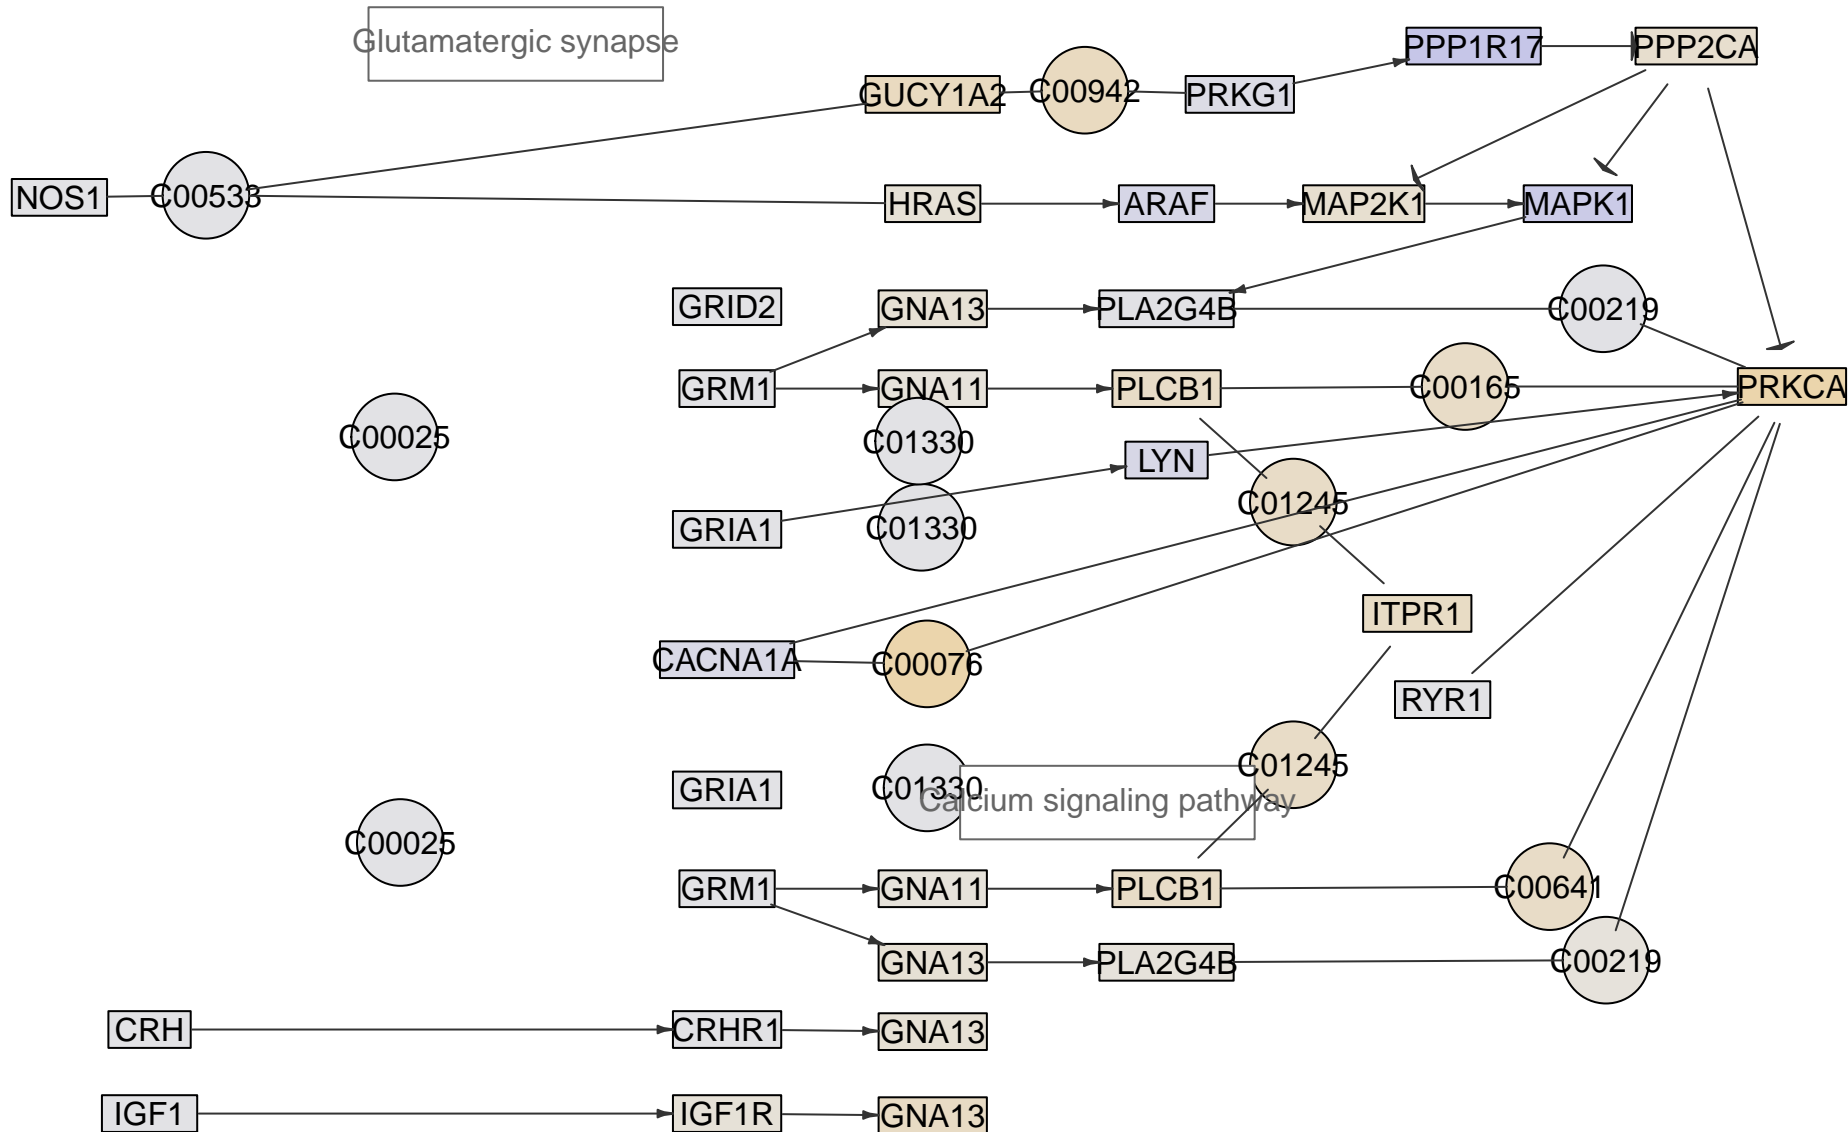 Glutamatergic synapse
PPP1R17
PPP2CA
GUCY1A2
C00942
PRKG1
NOS1
C00533
HRAS
ARAF
MAP2K1
MAPK1
GRID2
GNA13
PLA2G4B
C00219
GRM1
GNA11
PLCB1
C00165
PRKCA
C00025
C01330
LYN
C01245
GRIA1
C01330
ITPR1
CACNA1A
C00076
RYR1
C01245
GRIA1
C01330
Calcium signaling pathway
C00025
GRM1
GNA11
PLCB1
C00641
GNA13
PLA2G4B
C00219
CRH
CRHR1
GNA13
IGF1
IGF1R
GNA13